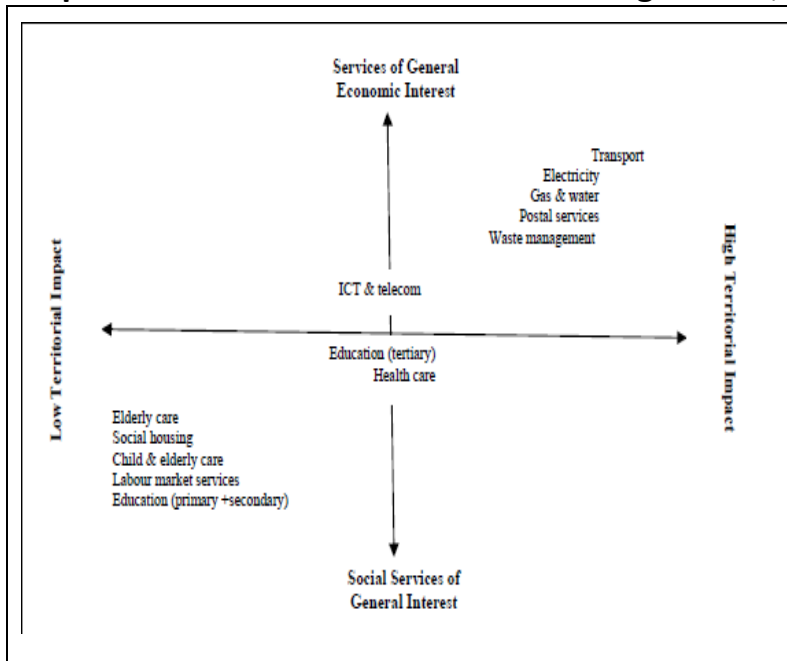 Services of General
Economic Interest
Transport
Electricity
Gas & water
Postal services
Waste management
High Territorial Impact
Low Territorial Impact
ICT & telecom
Education (tertiary)
Health care
Elderly care
Social housing
Child & elderly care
Labour market services
Education (primary +secondary)
Social Services of
General Interest